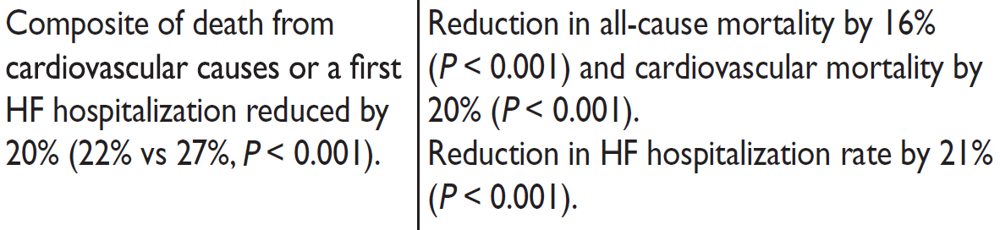 Composite of death from
cardiovascular causes or a first
HF hospitalization reduced by
20% (22% vs 27%, P < 0.001).
Reduction in all-cause mortality by 16%
(P < 0.001) and cardiovascular mortality by
20% (P < 0.001).
Reduction in HF hospitalization rate by 21%
(P < 0.001).